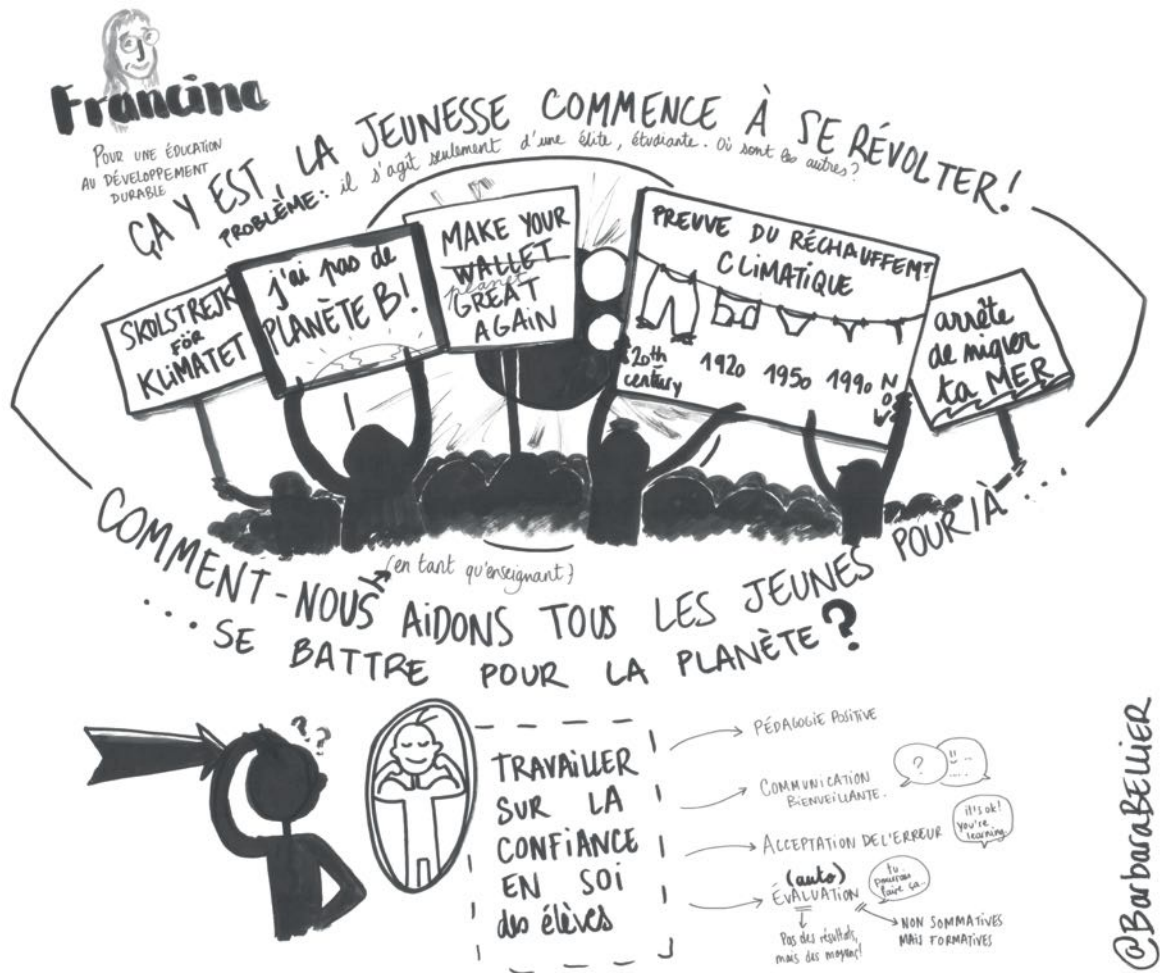 Francine
POUR UNE ÉDUCATION
AU DÉVELOPPEMENT
DURABLE
ÇA Y EST, LA JEUNESSE COMMENCE À SE RÉVOLTER!
PROBLÈME: il s'agit seulement d'une élite, étudiante. Où sont les autres?
SKOLSTREJK
FÖR
KLIMATET
j'ai pas de
PLANÈTE B!
MAKE YOUR
WALLET
planet
GREAT
AGAIN
PREUVE DU RÉCHAUFFEMT
CLIMATIQUE
20th
century
1920
1950
1990
NOW
arrête
de niquer
ta MER
COMMENT-NOUS AIDONS TOUS LES JEUNES POUR/À...
(en tant qu'enseignant)
... SE BATTRE POUR LA PLANÈTE?
??
TRAVAILLER
SUR LA
CONFIANCE
EN SOI
des élèves
PÉDAGOGIE POSITIVE
COMMUNICATION
BIENVEILLANTE.
?
!!
ACCEPTATION DE L'ERREUR
it's ok!
you're
learning
(auto)
ÉVALUATION
tu
pourras
faire ça..
Pas des résultats,
mais des moyens!
NON SOMMATIVES
MAIS FORMATIVES
@BarbaraBELLIER